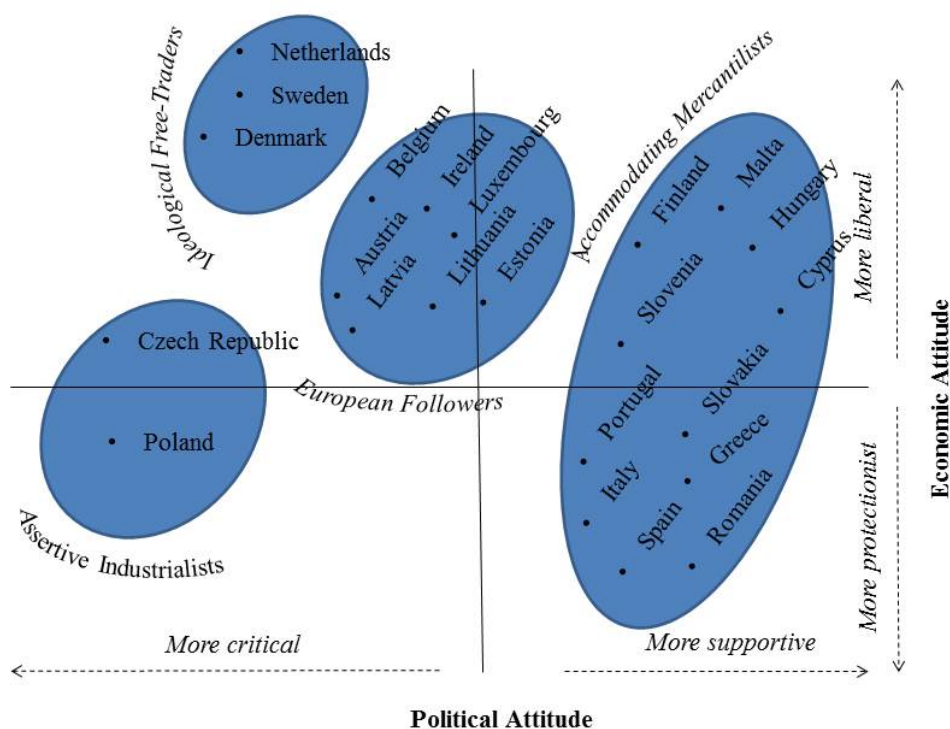 Netherlands
Sweden
Denmark
Ideological Free-Traders
Belgium
Ireland
Luxembourg
Austria
Latvia
Lithuania
Estonia
European Followers
Accommodating Mercantilists
Finland
Malta
Hungary
Cyprus
Slovenia
Portugal
Slovakia
Italy
Greece
Spain
Romania
Czech Republic
Poland
Assertive Industrialists
More liberal
More protectionist
Economic Attitude
More critical
More supportive
Political Attitude